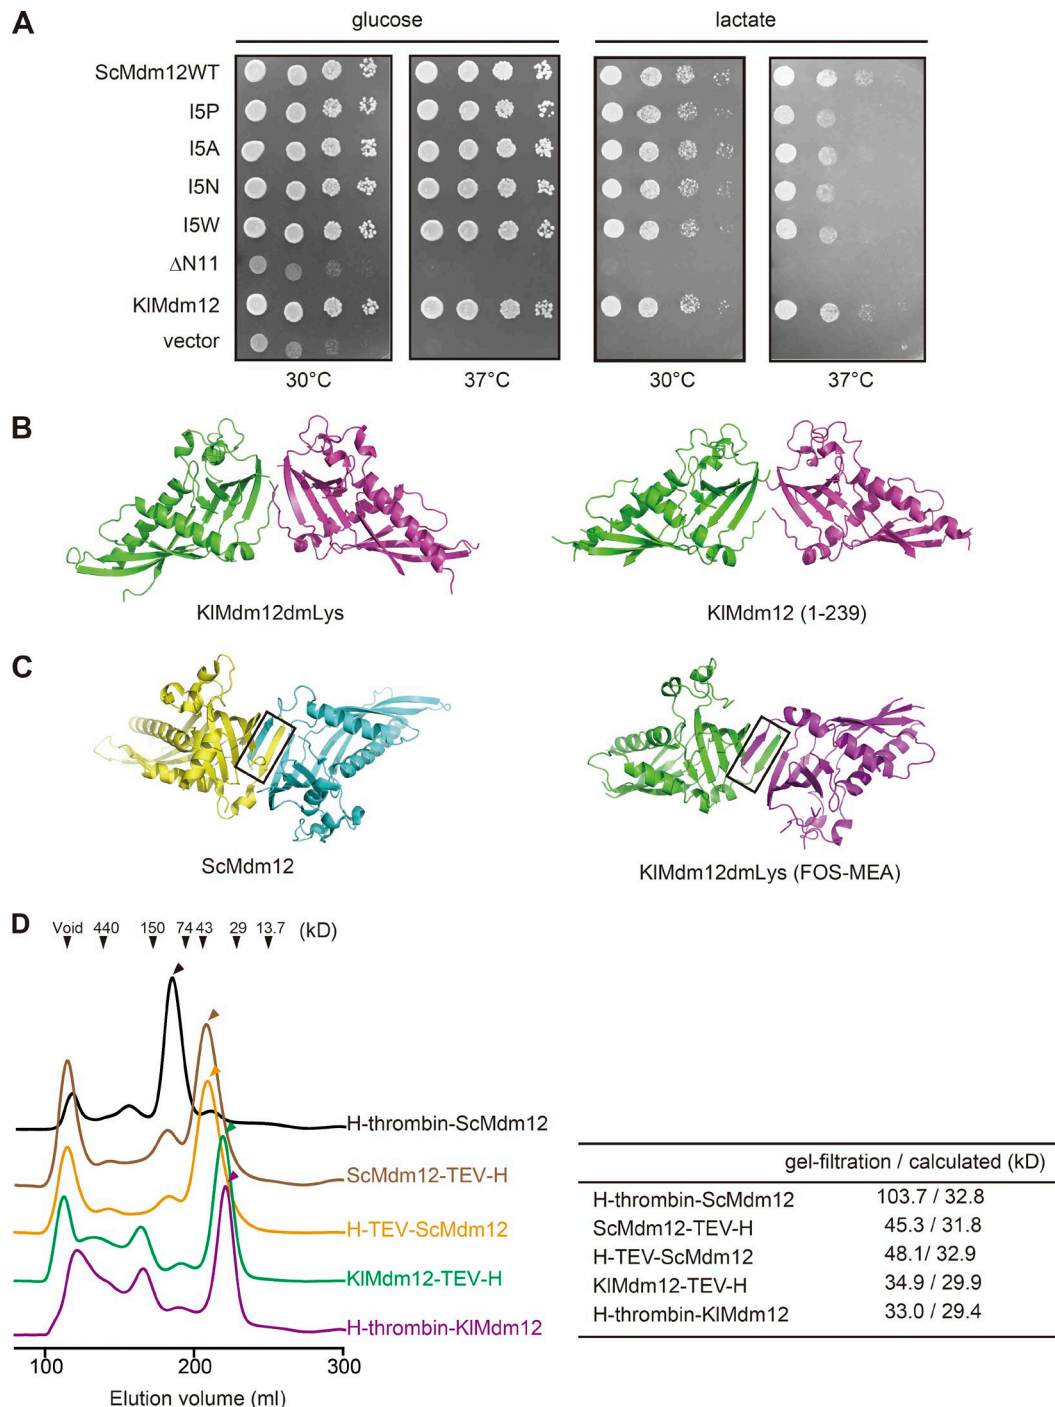 A
glucose
lactate
ScMdm12WT
I5P
I5A
I5N
I5W
ΔN11
KlMdm12
vector
30°C
37°C
30°C
37°C
B
KlMdm12dmLys
KlMdm12 (1-239)
C
ScMdm12
KlMdm12dmLys (FOS-MEA)
D
Void 440 150 74 43 29 13.7 (kD)
H-thrombin-ScMdm12
ScMdm12-TEV-H
H-TEV-ScMdm12
KlMdm12-TEV-H
H-thrombin-KlMdm12
100 200 300
Elution volume (ml)
gel-filtration / calculated (kD)
H-thrombin-ScMdm12 103.7 / 32.8
ScMdm12-TEV-H 45.3 / 31.8
H-TEV-ScMdm12 48.1/ 32.9
KlMdm12-TEV-H 34.9 / 29.9
H-thrombin-KlMdm12 33.0 / 29.4